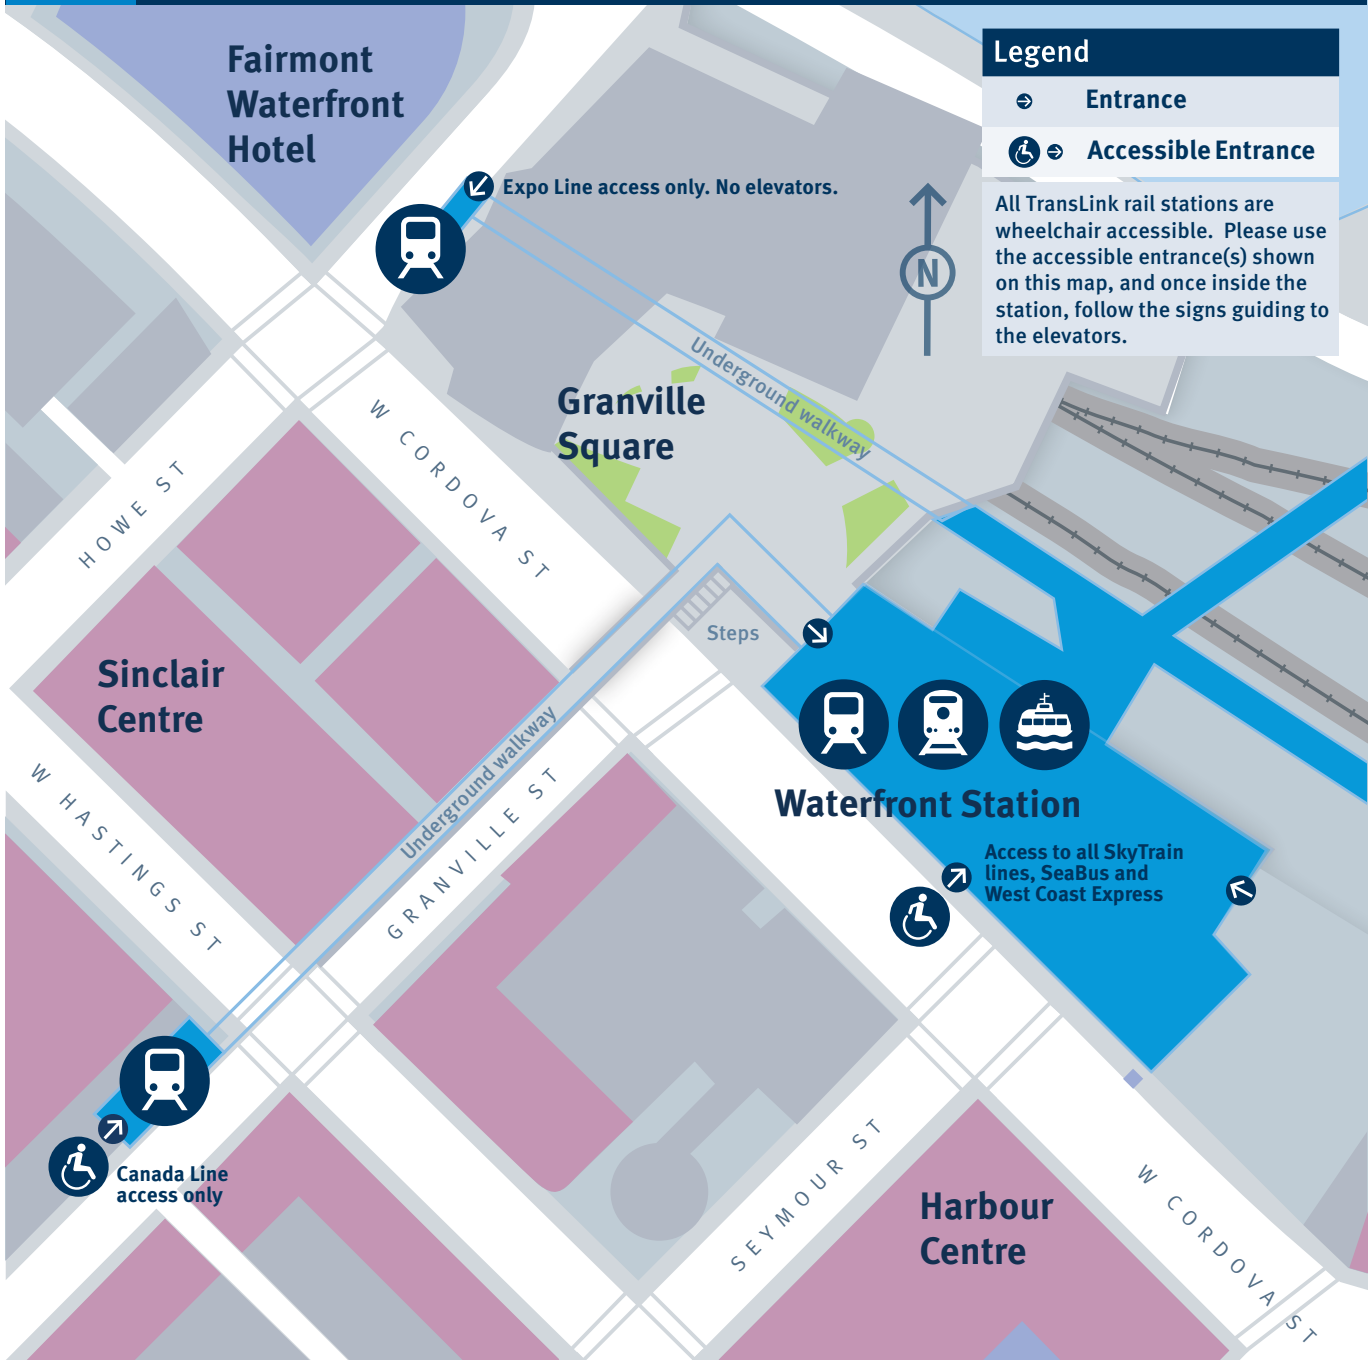 Fairmont
Waterfront
Hotel
Legend
Entrance
Accessible Entrance
All TransLink rail stations are
wheelchair accessible. Please use
the accessible entrance(s) shown
on this map, and once inside the
station, follow the signs guiding to
the elevators.
Expo Line access only. No elevators.
N
Underground walkway
Granville
Square
W CORDOVA ST
HOWE ST
Steps
Sinclair
Centre
Underground walkway
W HASTINGS ST
GRANVILLE ST
Waterfront Station
Access to all SkyTrain
lines, SeaBus and
West Coast Express
Canada Line
access only
SEYMOUR ST
Harbour
Centre
W CORDOVA ST